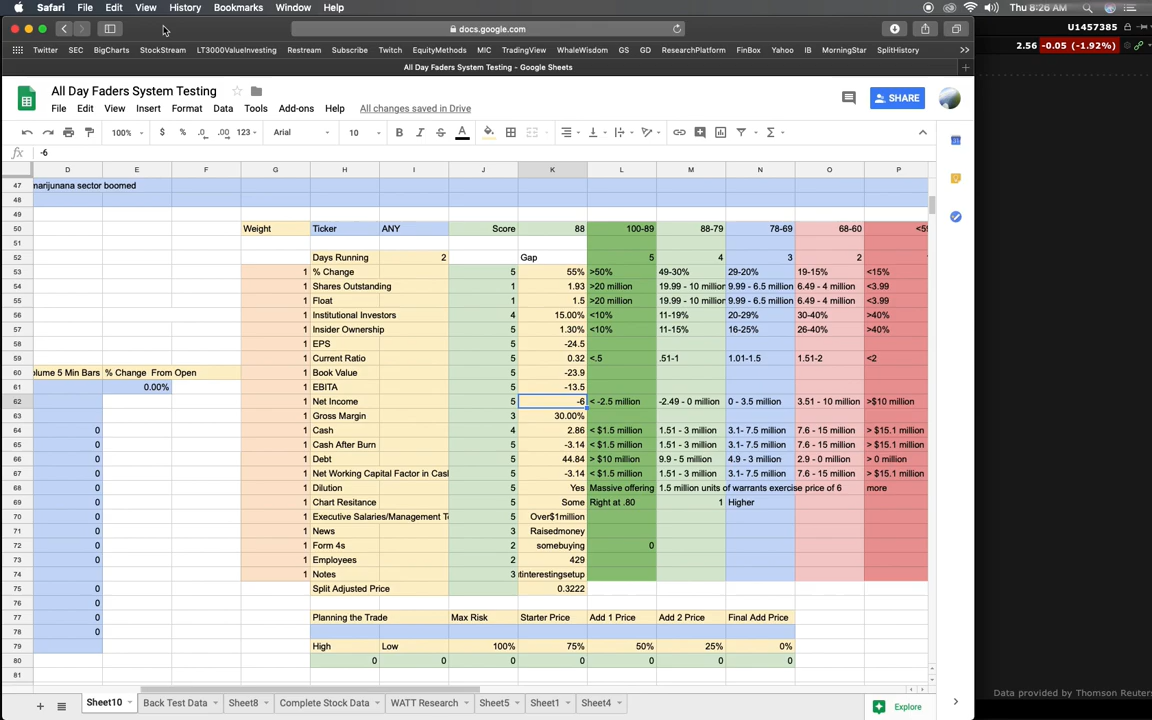 Safari File Edit View History Bookmarks Window Help Thu 8:26 AM
docs.google.com U1457385
Twitter SEC BigCharts StockStream LT3000ValueInvesting Restream Subscribe Twitch EquityMethods MIC TradingView WhaleWisdom GS GD ResearchPlatform FinBox Yahoo IB MorningStar SplitHistory >> 2.56 -0.05 (-1.92%)
All Day Faders System Testing - Google Sheets
All Day Faders System Testing
File Edit View Insert Format Data Tools Add-ons Help All changes saved in Drive SHARE
100% $ % .0 .00 123 Arial 10 B I S A
fx -6
D E F G H I J K L M N O P
47 marijunana sector boomed
48
49
50 Weight Ticker ANY Score 88 100-89 88-79 78-69 68-60 <5
51
52 Days Running 2 Gap 5 4 3 2
53 1 % Change 5 55% >50% 49-30% 29-20% 19-15% <15%
54 1 Shares Outstanding 1 1.93 >20 million 19.99 - 10 million 9.99 - 6.5 million 6.49 - 4 million <3.99
55 1 Float 1 1.5 >20 million 19.99 - 10 million 9.99 - 6.5 million 6.49 - 4 million <3.99
56 1 Institutional Investors 4 15.00% <10% 11-19% 20-29% 30-40% >40%
57 1 Insider Ownership 5 1.30% <10% 11-15% 16-25% 26-40% >40%
58 1 EPS 5 -24.5
59 1 Current Ratio 5 0.32 <.5 .51-1 1.01-1.5 1.51-2 <2
60 olume 5 Min Bars % Change From Open 1 Book Value 5 -23.9
61 0.00% 1 EBITA 5 -13.5
62 1 Net Income 5 -6 < -2.5 million -2.49 - 0 million 0 - 3.5 million 3.51 - 10 million >$10 million
63 1 Gross Margin 3 30.00%
64 0 1 Cash 4 2.86 < $1.5 million 1.51 - 3 million 3.1- 7.5 million 7.6 - 15 million > $15.1 million
65 0 1 Cash After Burn 5 -3.14 < $1.5 million 1.51 - 3 million 3.1- 7.5 million 7.6 - 15 million > $15.1 million
66 0 1 Debt 5 44.84 > $10 million 9.9 - 5 million 4.9 - 3 million 2.9 - 0 million > 0 million
67 0 1 Net Working Capital Factor in Cash 5 -3.14 < $1.5 million 1.51 - 3 million 3.1- 7.5 million 7.6 - 15 million > $15.1 million
68 0 1 Dilution 5 Yes Massive offering 1.5 million units of warrants exercise price of 6 more
69 0 1 Chart Resitance 5 Some Right at .80 1 Higher
70 0 1 Executive Salaries/Management T 5 Over$1million
71 0 1 News 3 Raisedmoney
72 0 1 Form 4s 2 somebuying 0
73 0 1 Employees 2 429
74 1 Notes 3 tinterestingsetup
75 0 Split Adjusted Price 0.3222
76 0
77 0 Planning the Trade Max Risk Starter Price Add 1 Price Add 2 Price Final Add Price
78 0
79 High Low 100% 75% 50% 25% 0%
80 0 0 0 0 0 0 0
81
Data provided by Thomson Reuter
+ Sheet10 Back Test Data Sheet8 Complete Stock Data WATT Research Sheet5 Sheet1 Sheet4 Explore